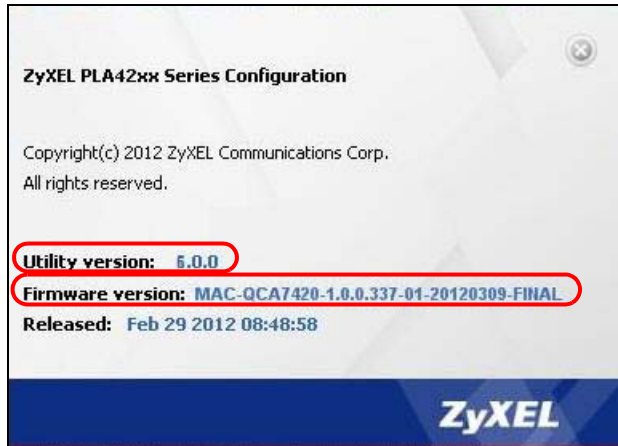 ZyXEL PLA42xx Series Configuration
Copyright(c) 2012 ZyXEL Communications Corp.
All rights reserved.
Utility version: 6.0.0
Firmware version: MAC-QCA7420-1.0.0.337-01-20120309-FINAL
Released: Feb 29 2012 08:48:58
ZyXEL